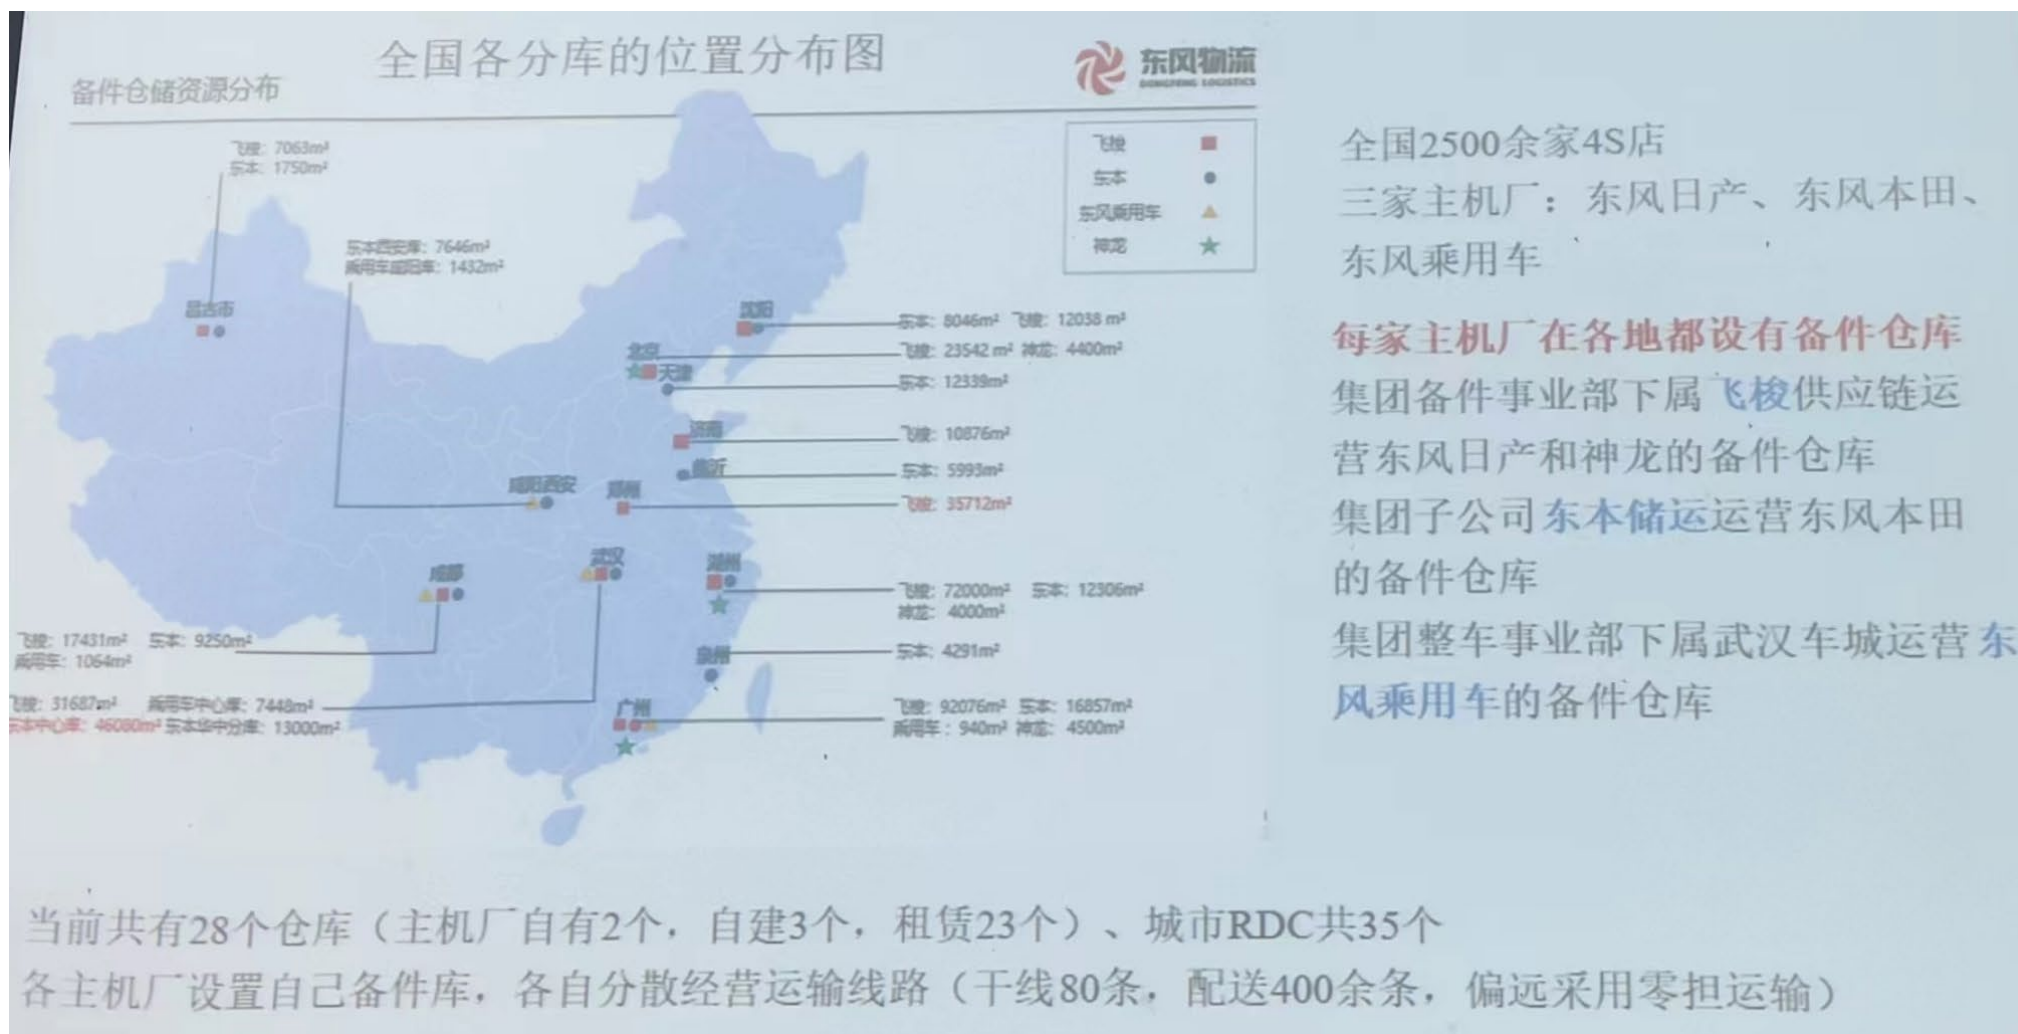 全国各分库的位置分布图
备件仓储资源分布
东风物流
DONGFENG LOGISTICS
飞梭
东本
东风乘用车
神龙
飞梭：7063m²
东本：1750m²
东本西安库：7646m²
乘用车咸阳库：1432m²
昌吉市
沈阳
东本：8046m² 飞梭：12038 m²
北京
飞梭：23542 m² 神龙：4400m²
天津
东本：12339m²
济南
飞梭：10876m²
临沂
东本：5993m²
咸阳西安
郑州
飞梭：35712m²
武汉
湖州
成都
飞梭：72000m² 东本：12306m²
神龙：4000m²
飞梭：17431m² 东本：9250m²
乘用车：1064m²
泉州
东本：4291m²
飞梭：31687m² 乘用车中心库：7448m²
东本中心库：46080m² 东本华中分库：13000m²
广州
飞梭：92076m² 东本：16857m²
乘用车：940m² 神龙：4500m²
全国2500余家4S店
三家主机厂：东风日产、东风本田、
东风乘用车
每家主机厂在各地都设有备件仓库
集团备件事业部下属飞梭供应链运
营东风日产和神龙的备件仓库
集团子公司东本储运运营东风本田
的备件仓库
集团整车事业部下属武汉车城运营东
风乘用车的备件仓库
当前共有28个仓库（主机厂自有2个，自建3个，租赁23个）、城市RDC共35个
各主机厂设置自己备件库，各自分散经营运输线路（干线80条，配送400余条，偏远采用零担运输）